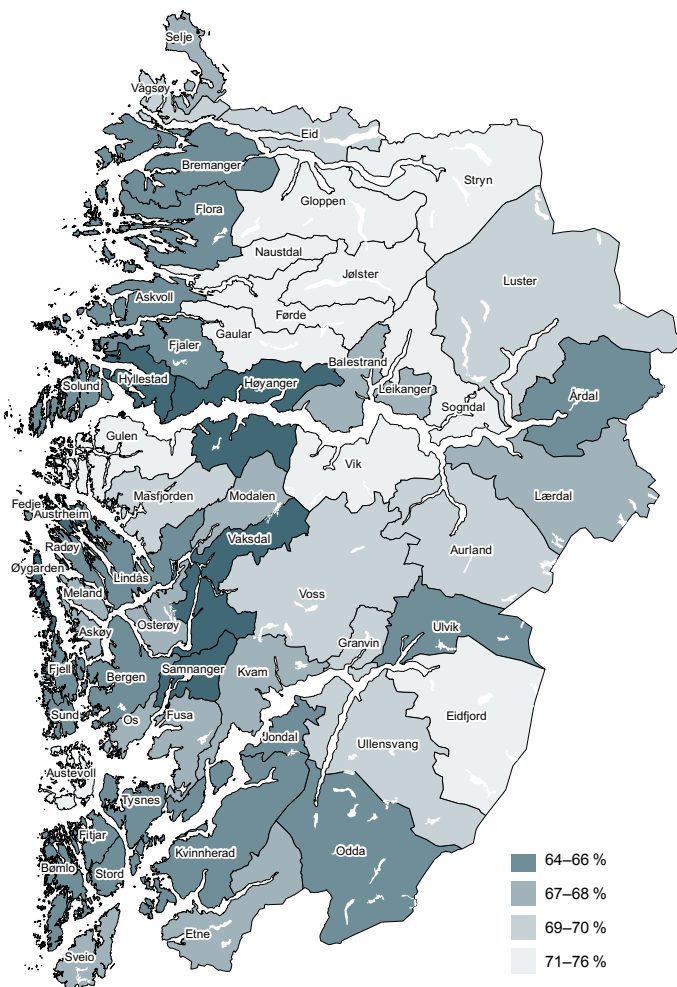 Selje
Vågsøy
Eid
Bremanger
Stryn
Gloppen
Flora
Naustdal
Jølster
Luster
Askvoll
Førde
Gaular
Fjaler
Balestrand
Hyllestad
Høyanger
Solund
Leikanger
Årdal
Sogndal
Gulen
Vik
Masfjorden
Modalen
Lærdal
Fedje
Austrheim
Vaksdal
Radøy
Aurland
Øygarden
Lindås
Meland
Voss
Osterøy
Askøy
Ulvik
Granvin
Fjell
Bergen
Samnanger
Kvam
Sund
Os
Fusa
Eidfjord
Jondal
Ullensvang
Austevoll
Tysnes
Fitjar
Kvinnherad
Odda
Bømlo
Stord
Etne
Sveio
64–66 %
67–68 %
69–70 %
71–76 %